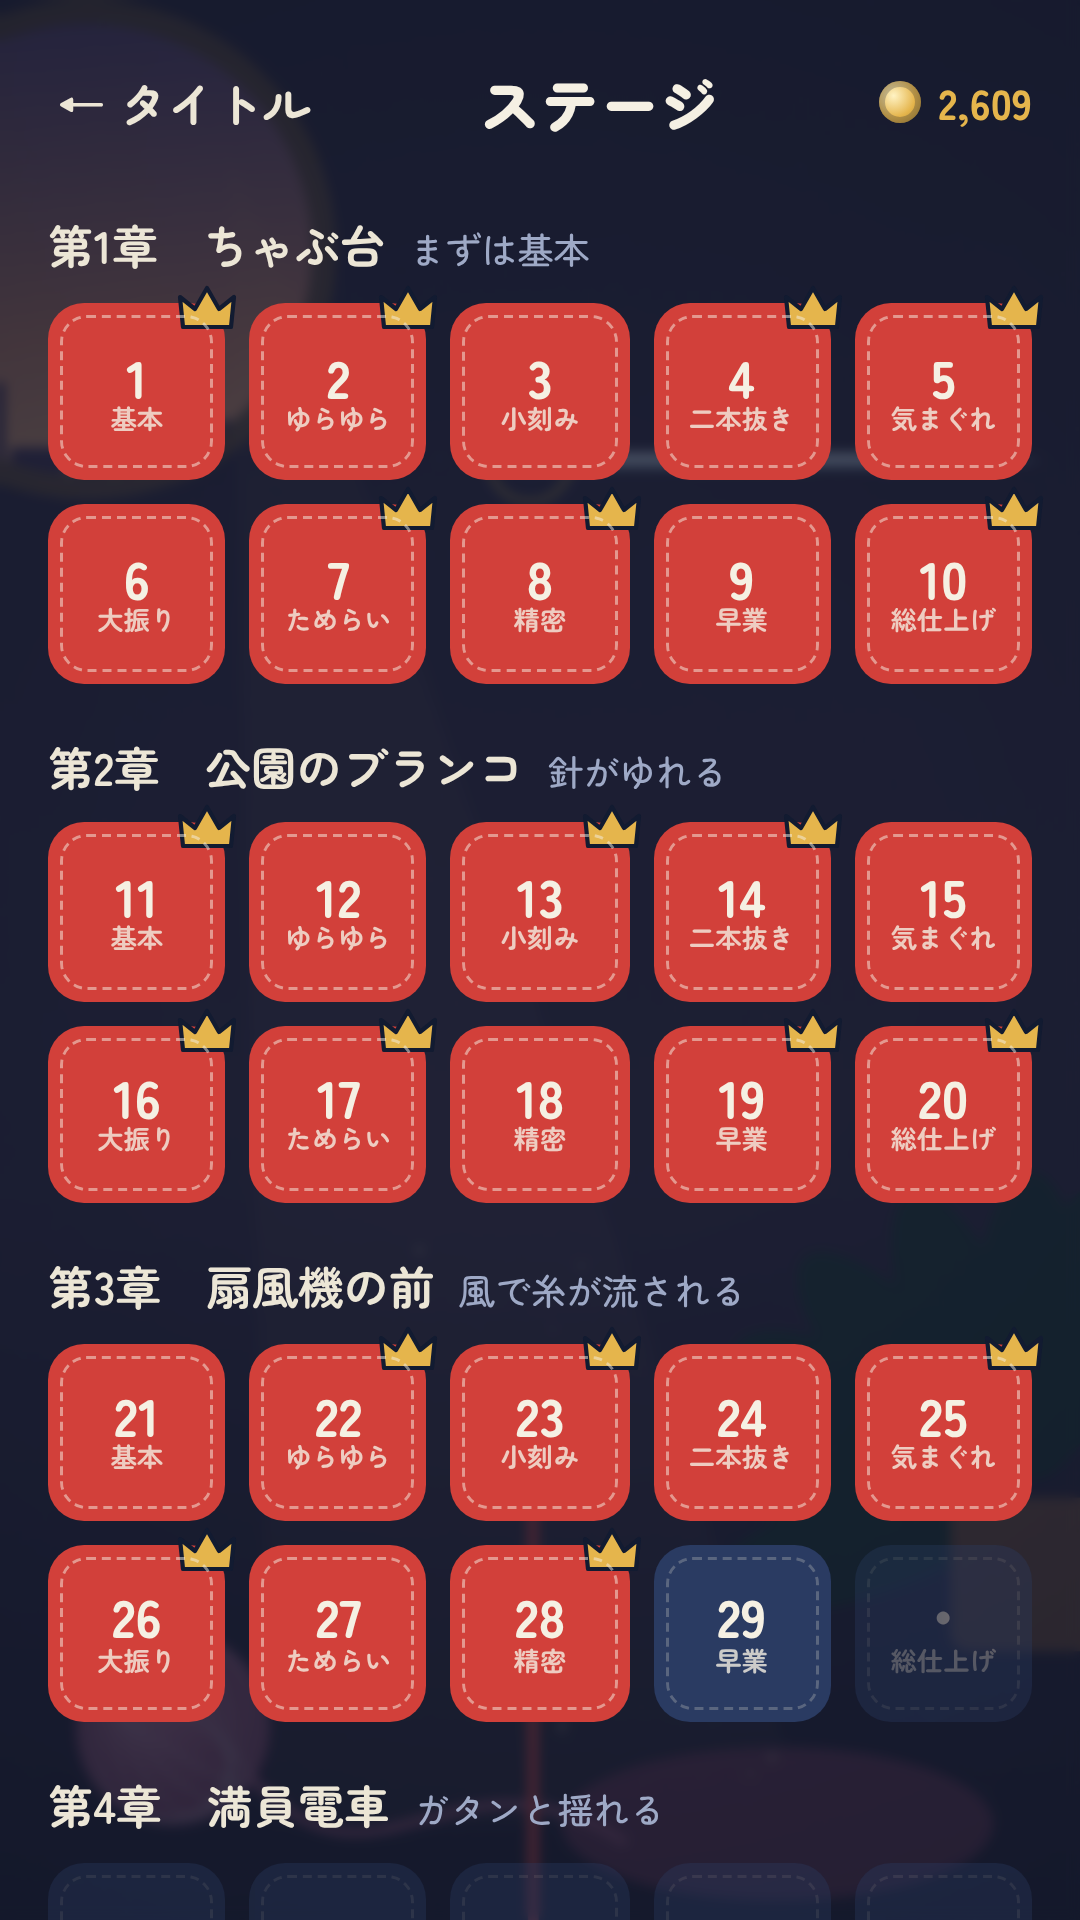 ← タイトル
ステージ
2,609
第1章　ちゃぶ台 まずは基本
1 2 3 4 5
基本 ゆらゆら 小刻み 二本抜き 気まぐれ
6 7 8 9 10
大振り ためらい 精密 早業 総仕上げ
第2章　公園のブランコ 針がゆれる
11 12 13 14 15
基本 ゆらゆら 小刻み 二本抜き 気まぐれ
16 17 18 19 20
大振り ためらい 精密 早業 総仕上げ
第3章　扇風機の前 風で糸が流される
21 22 23 24 25
基本 ゆらゆら 小刻み 二本抜き 気まぐれ
26 27 28 29 ・
大振り ためらい 精密 早業 総仕上げ
第4章　満員電車 ガタンと揺れる